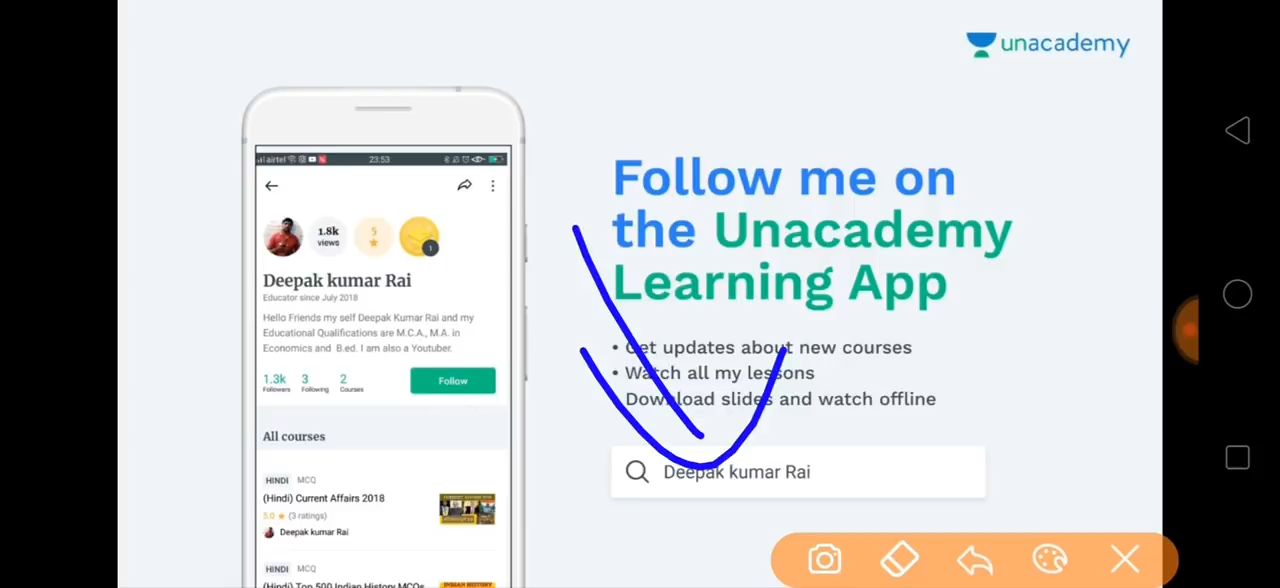 unacademy
airtel 23:53
1.8k
views
5
1
Deepak kumar Rai
Educator since July 2018
Hello Friends my self Deepak Kumar Rai and my
Educational Qualifications are M.C.A., M.A. in
Economics and B.ed. I am also a Youtuber.
1.3k 3 2
Followers Following Courses
Follow
All courses
HINDI MCQ
(Hindi) Current Affairs 2018
5.0 ★ (3 ratings)
Deepak kumar Rai
HINDI MCQ
(Hindi) Top 500 Indian History MCQs
Follow me on
the Unacademy
Learning App
• Get updates about new courses
• Watch all my lessons
Download slides and watch offline
Deepak kumar Rai